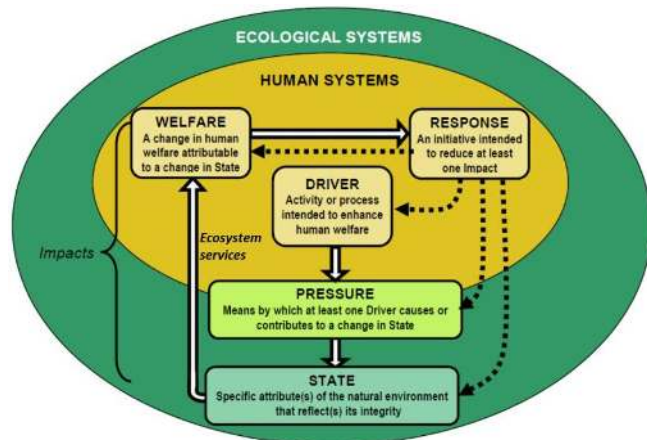 ECOLOGICAL SYSTEMS
HUMAN SYSTEMS
WELFARE
A change in human
welfare attributable
to a change in State
RESPONSE
An initiative intended
to reduce at least
one Impact
DRIVER
Activity or process
intended to enhance
human welfare
Impacts
Ecosystem
services
PRESSURE
Means by which at least one Driver causes or
contributes to a change in State
STATE
Specific attribute(s) of the natural environment
that reflect(s) its integrity